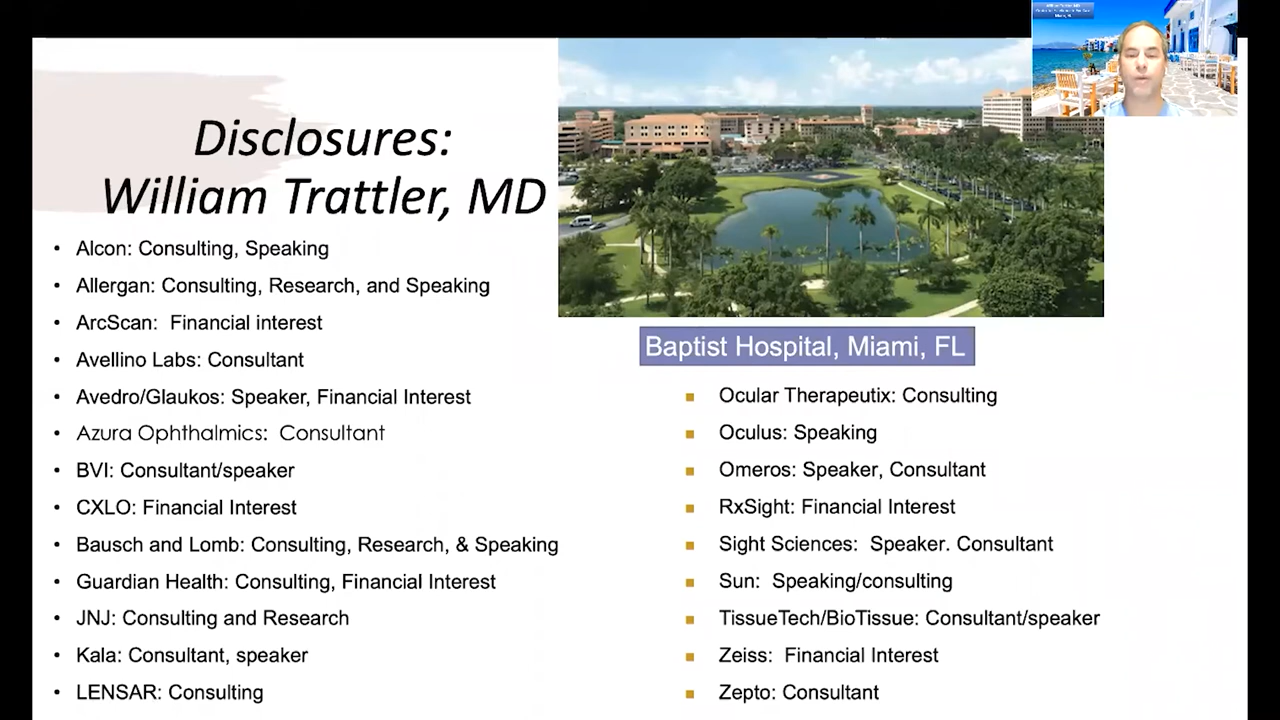 Disclosures:
William Trattler, MD
• Alcon: Consulting, Speaking
• Allergan: Consulting, Research, and Speaking
• ArcScan: Financial interest
• Avellino Labs: Consultant
• Avedro/Glaukos: Speaker, Financial Interest
• Azura Ophthalmics: Consultant
• BVI: Consultant/speaker
• CXLO: Financial Interest
• Bausch and Lomb: Consulting, Research, & Speaking
• Guardian Health: Consulting, Financial Interest
• JNJ: Consulting and Research
• Kala: Consultant, speaker
• LENSAR: Consulting
Baptist Hospital, Miami, FL
■ Ocular Therapeutix: Consulting
■ Oculus: Speaking
■ Omeros: Speaker, Consultant
■ RxSight: Financial Interest
■ Sight Sciences: Speaker. Consultant
■ Sun: Speaking/consulting
■ TissueTech/BioTissue: Consultant/speaker
■ Zeiss: Financial Interest
■ Zepto: Consultant